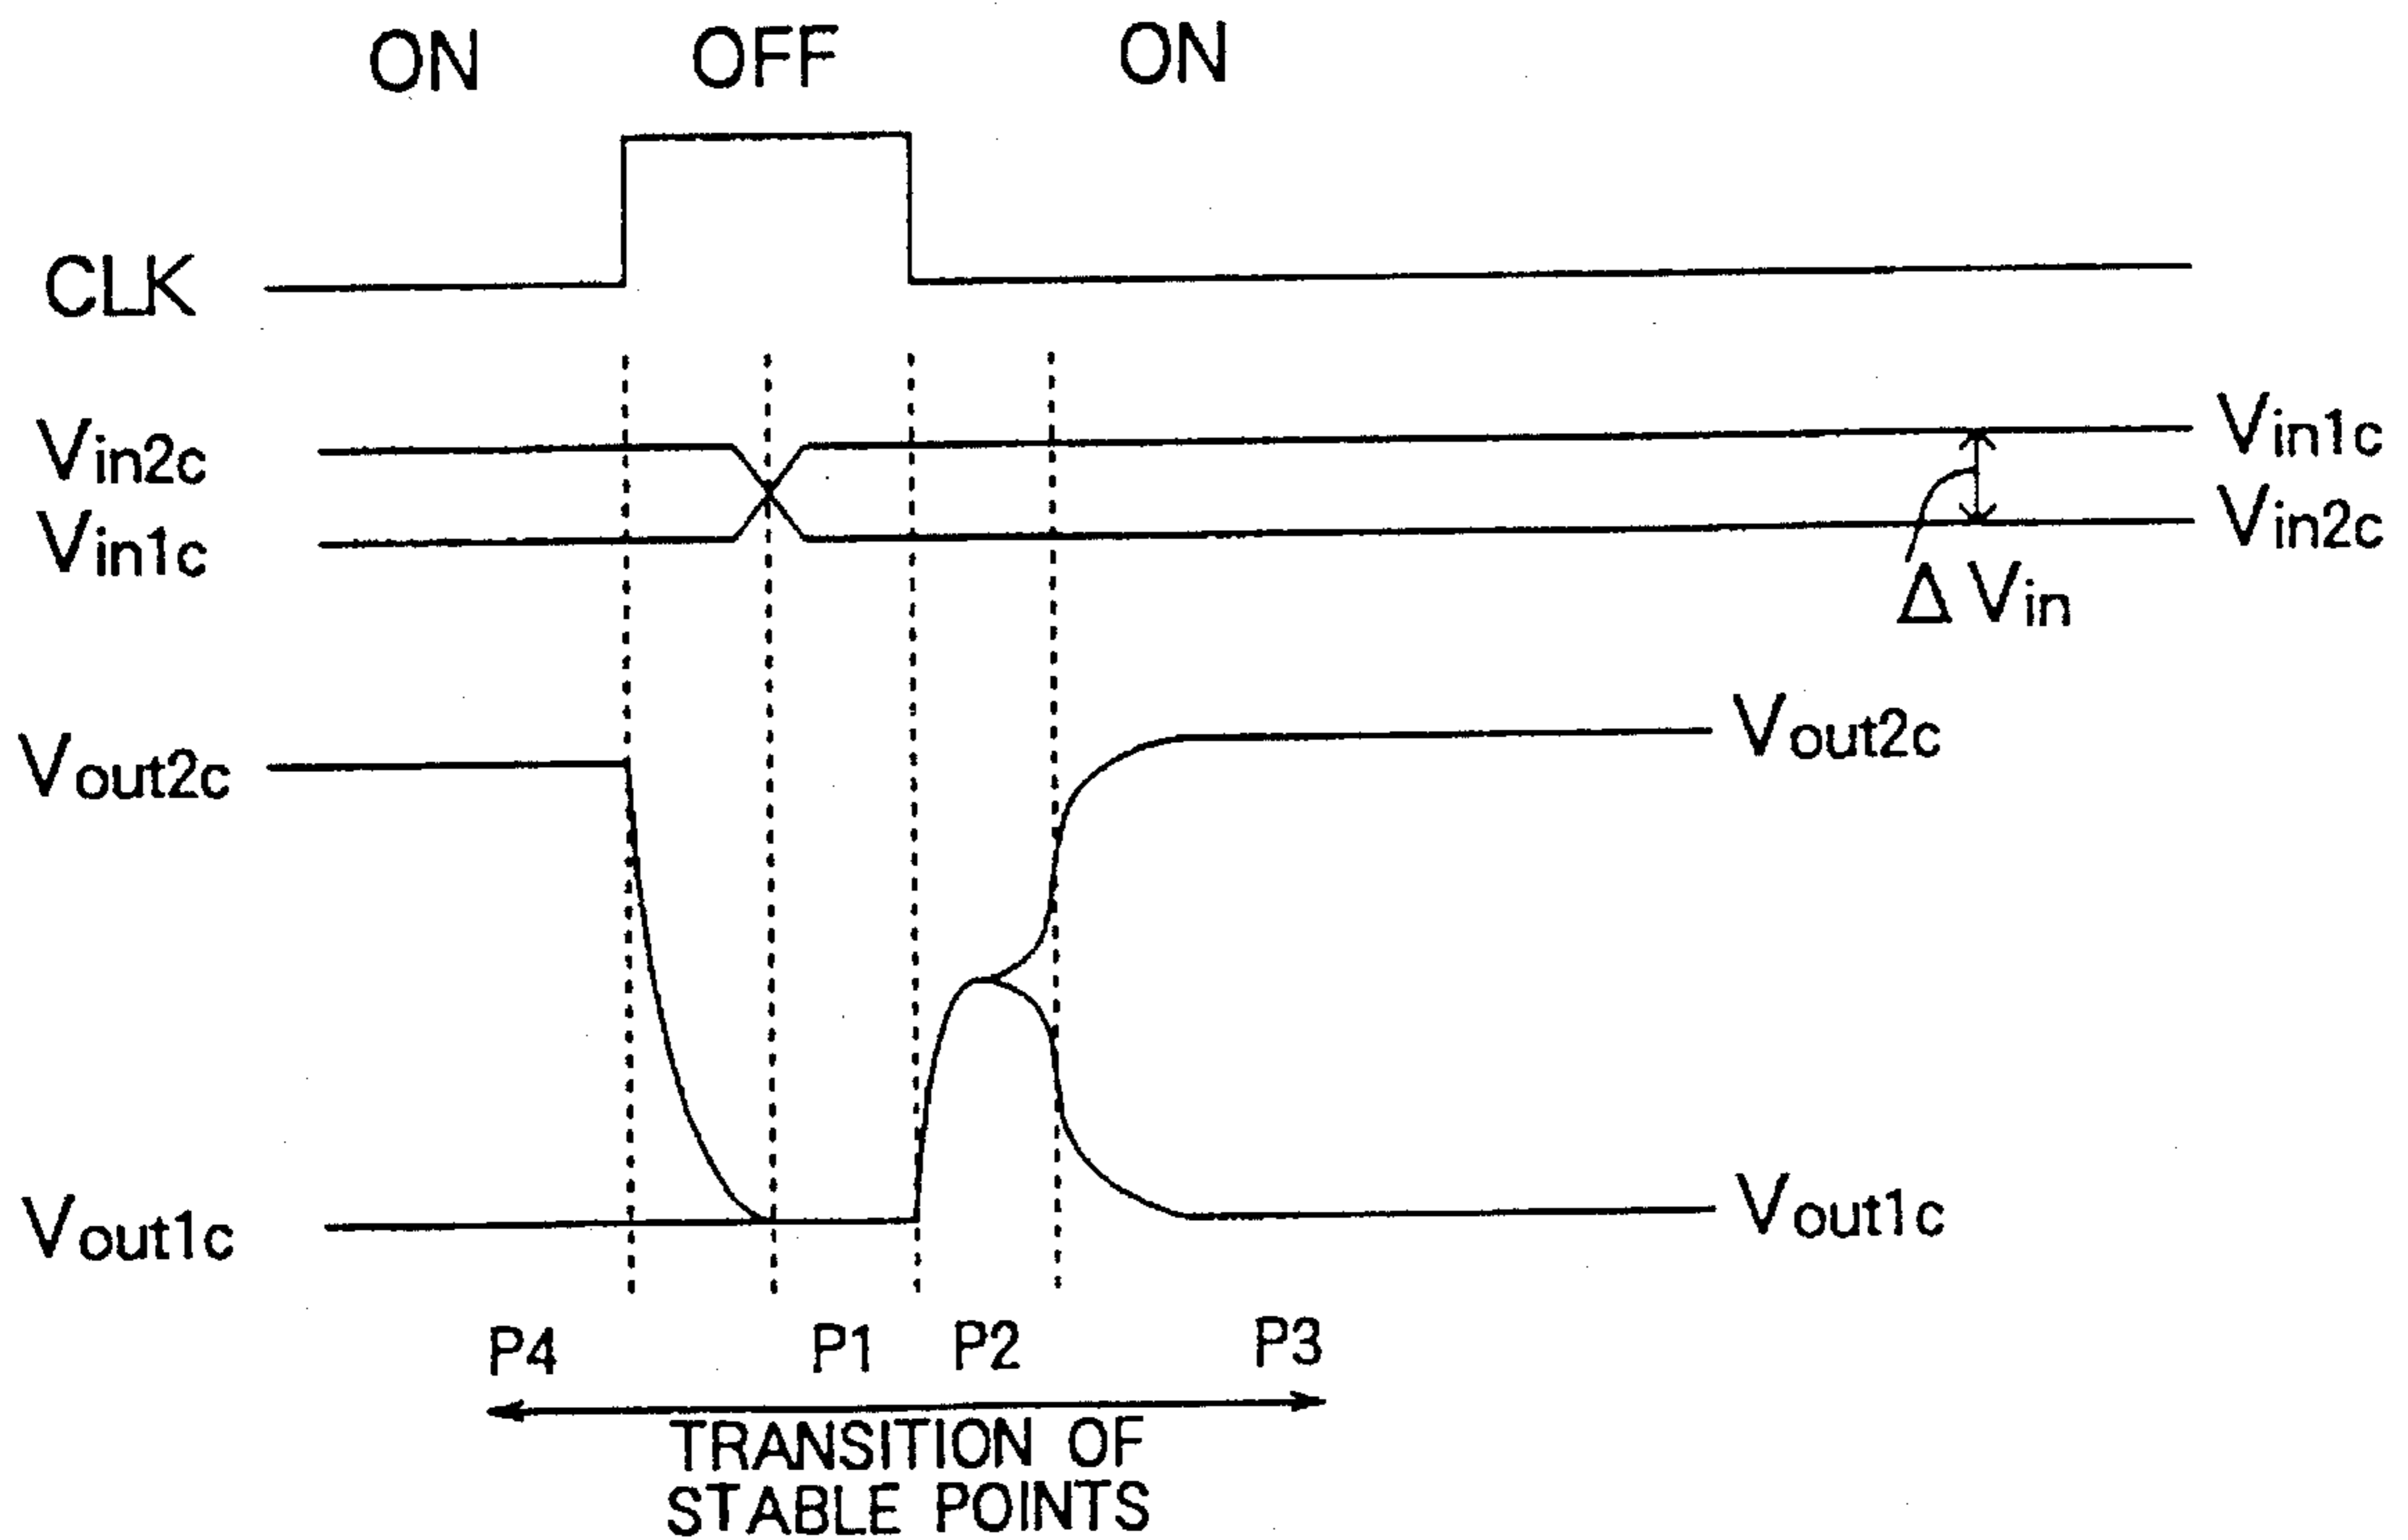 ON OFF ON
CLK
Vin2c Vin1c
Vin1c Vin2c
Δ Vin
Vout2c Vout2c
Vout1c Vout1c
P4 P1 P2 P3
TRANSITION OF
STABLE POINTS